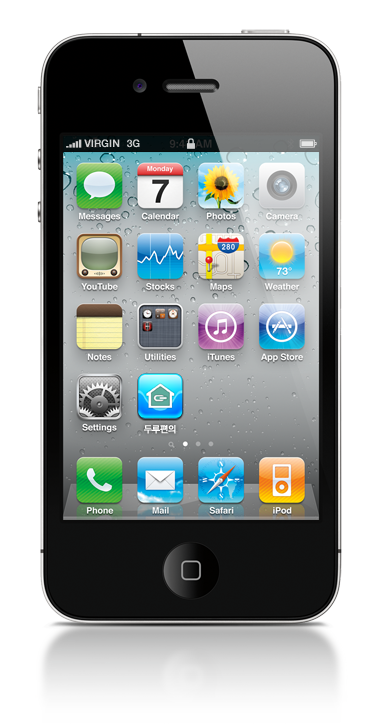 VIRGIN 3G 9:4 AM
Monday
7
Messages Calendar Photos Camera
280
73°
YouTube Stocks Maps Weather
Notes Utilities iTunes App Store
Settings 두루편의
Phone Mail Safari iPod